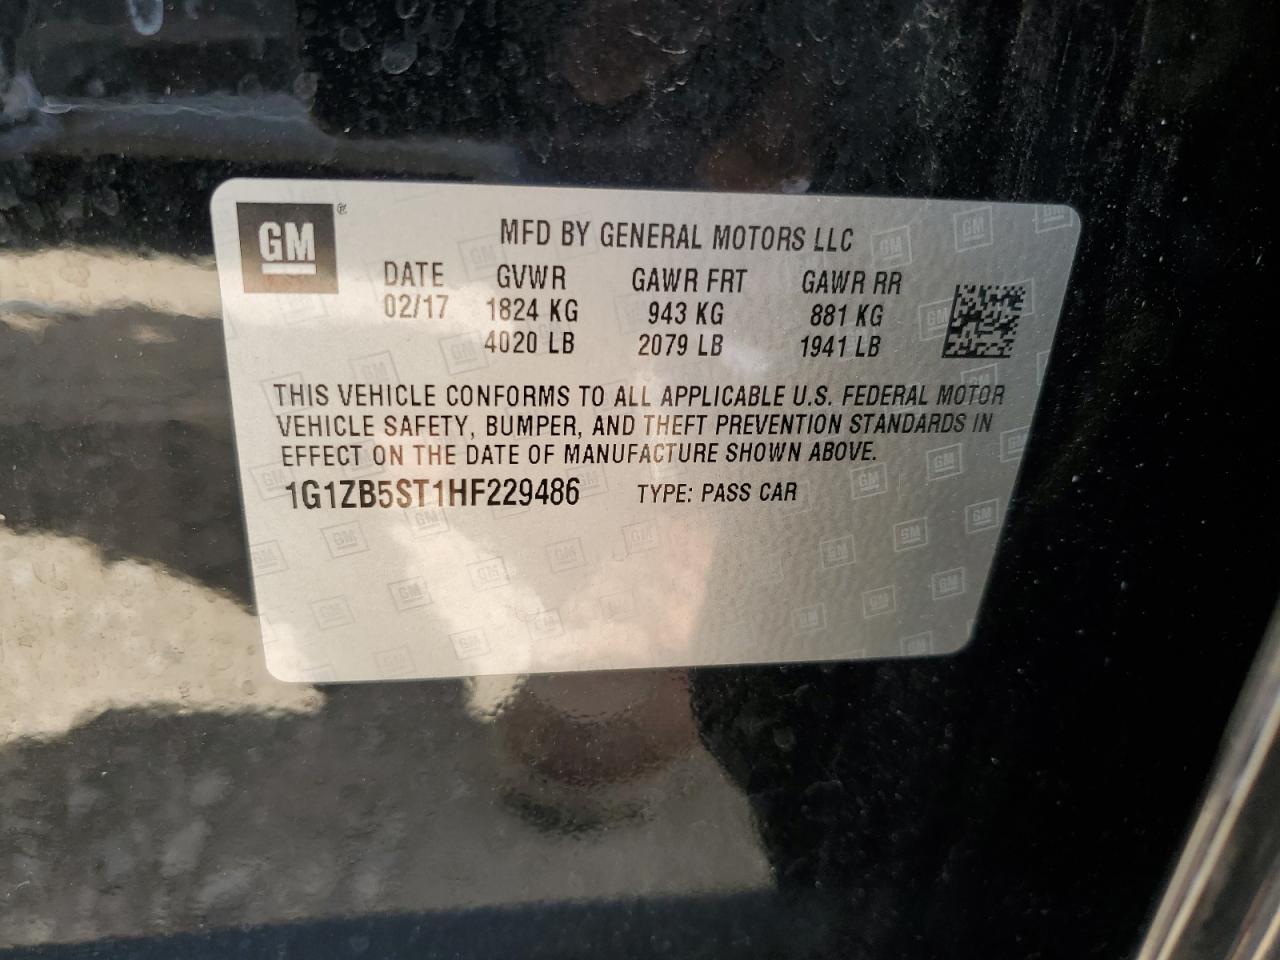 GM®
MFD BY GENERAL MOTORS LLC
DATE GVWR GAWR FRT GAWR RR
02/17 1824 KG 943 KG 881 KG
4020 LB 2079 LB 1941 LB
THIS VEHICLE CONFORMS TO ALL APPLICABLE U.S. FEDERAL MOTOR
VEHICLE SAFETY, BUMPER, AND THEFT PREVENTION STANDARDS IN
EFFECT ON THE DATE OF MANUFACTURE SHOWN ABOVE.
1G1ZB5ST1HF229486 TYPE: PASS CAR